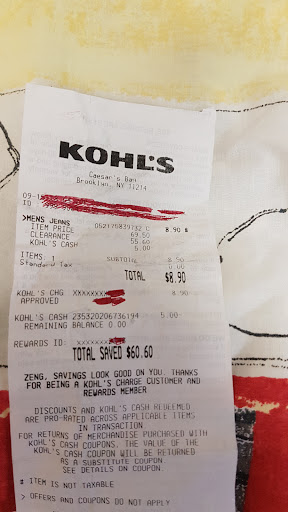 KOHL'S
Caesar's Bay
Brooklyn, NY 11214
09-1
ID
>MENS JEANS 052176839732 C 8.90 #
ITEM PRICE 69.50
CLEARANCE 55.60
KOHL'S CASH 5.00
ITEMS: 1 SUBTOTAL 8.90
Standard Tax 0.00
TOTAL $8.90
KOHL'S CHG XXXXXXXX 8.90
APPROVED
KOHL'S CASH 235320206736194 5.00
REMAINING BALANCE 0.00
REWARDS ID:
TOTAL SAVED $60.60
ZENG, SAVINGS LOOK GOOD ON YOU. THANKS
FOR BEING A KOHL'S CHARGE CUSTOMER AND
REWARDS MEMBER
DISCOUNTS AND KOHL'S CASH REDEEMED
ARE PRO-RATED ACROSS APPLICABLE ITEMS
IN TRANSACTION
FOR RETURNS OF MERCHANDISE PURCHASED WITH
KOHL'S CASH COUPONS, THE VALUE OF THE
KOHL'S CASH COUPON WILL BE RETURNED
AS A SUBSTITUTE COUPON
SEE DETAILS ON COUPON
# ITEM IS NOT TAXABLE
> OFFERS AND COUPONS DO NOT APPLY